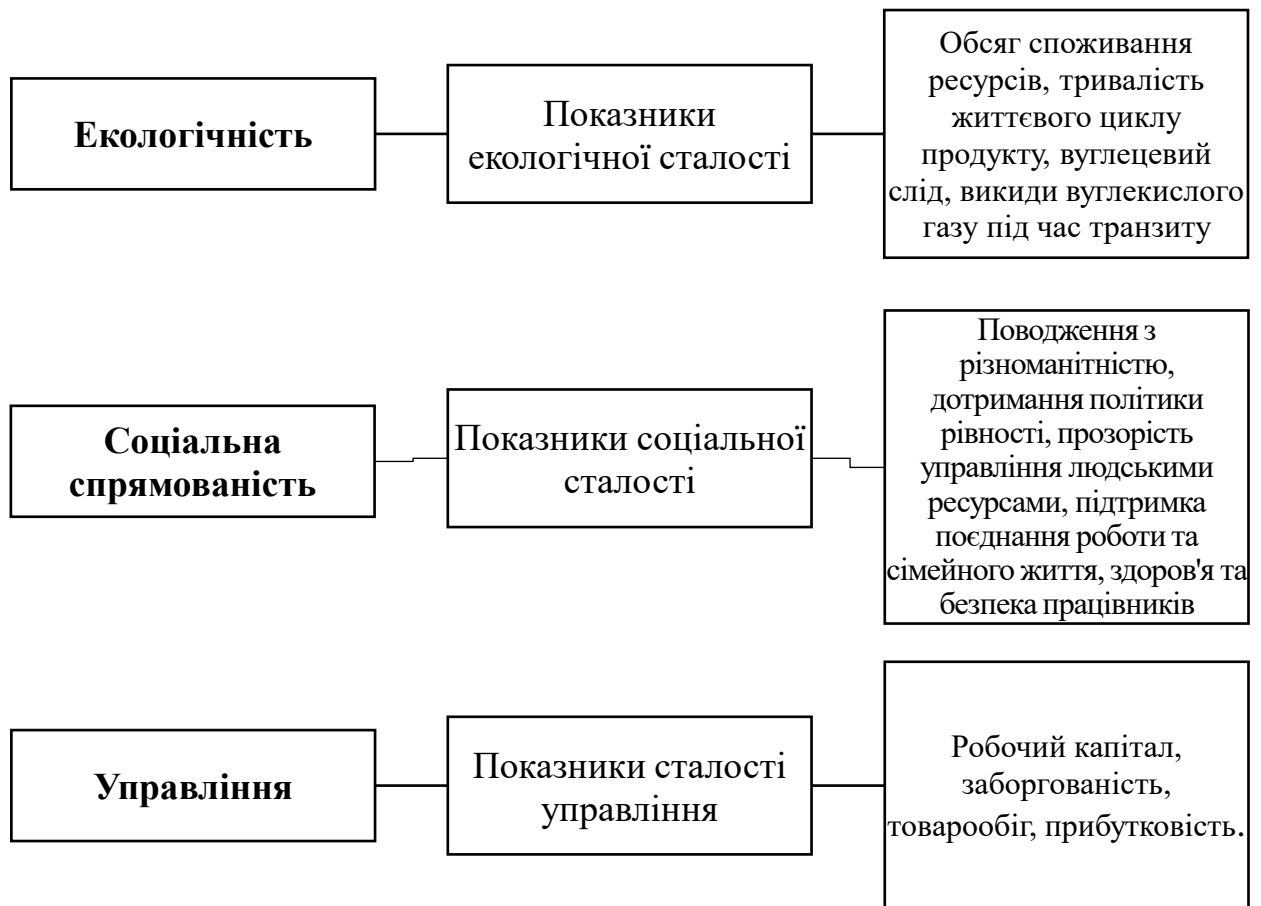 Екологічність
Показники
екологічної сталості
Обсяг споживання
ресурсів, тривалість
життєвого циклу
продукту, вуглецевий
слід, викиди вуглекислого
газу під час транзиту
Соціальна
спрямованість
Показники соціальної
сталості
Поводження з
різноманітністю,
дотримання політики
рівності, прозорість
управління людськими
ресурсами, підтримка
поєднання роботи та
сімейного життя, здоров'я та
безпека працівників
Управління
Показники сталості
управління
Робочий капітал,
заборгованість,
товарообіг, прибутковість.